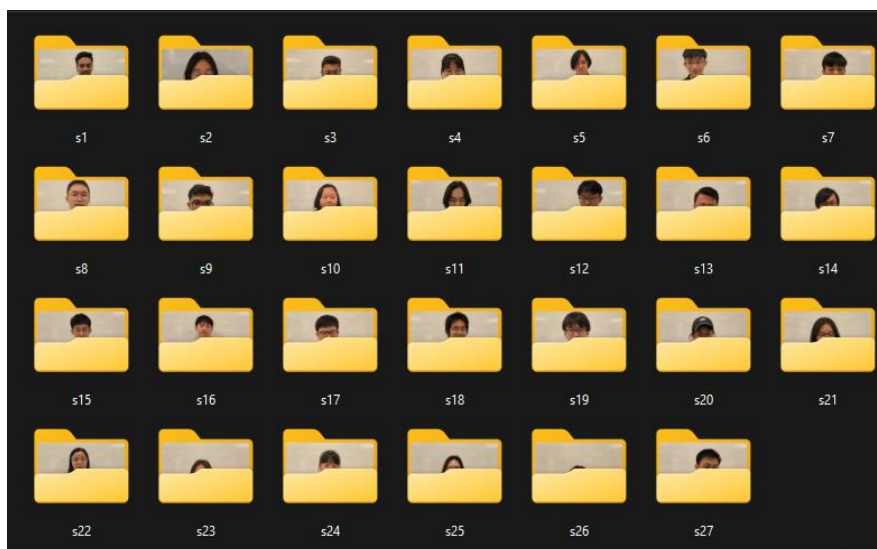 s1 s2 s3 s4 s5 s6 s7
s8 s9 s10 s11 s12 s13 s14
s15 s16 s17 s18 s19 s20 s21
s22 s23 s24 s25 s26 s27